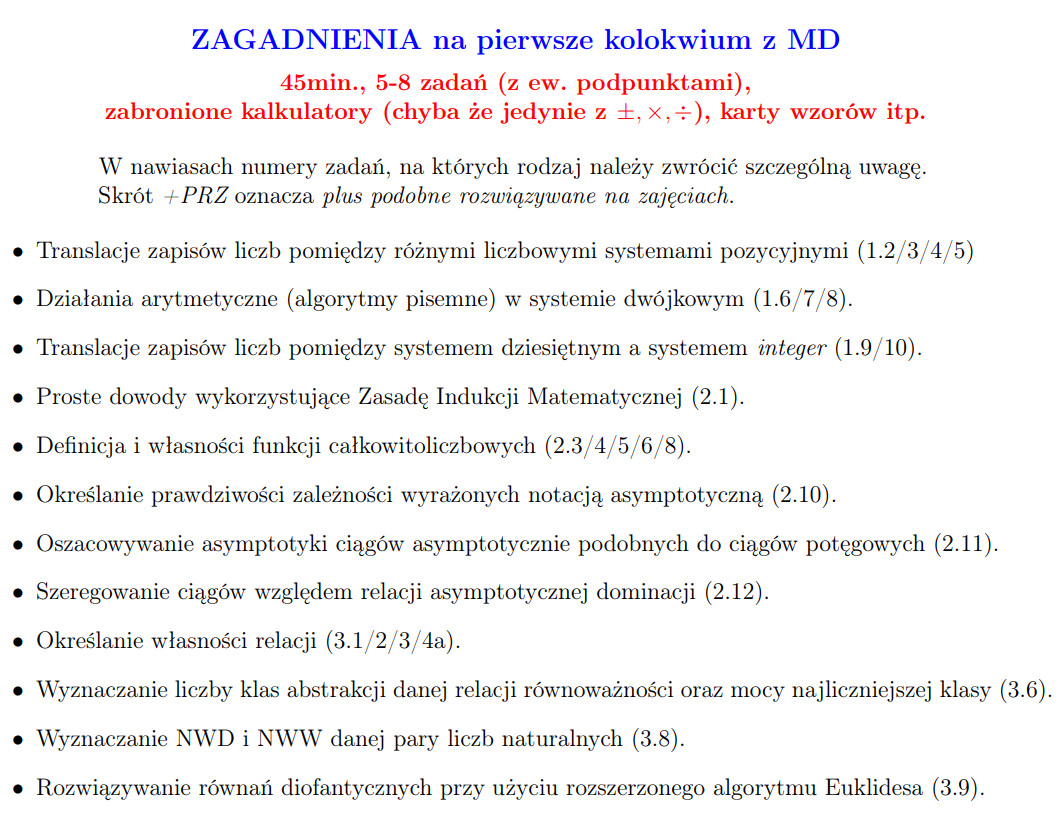 ZAGADNIENIA na pierwsze kolokwium z MD
45min., 5-8 zadań (z ew. podpunktami),
zabronione kalkulatory (chyba że jedynie z ±, ×, ÷), karty wzorów itp.
W nawiasach numery zadań, na których rodzaj należy zwrócić szczególną uwagę.
Skrót +PRZ oznacza plus podobne rozwiązywane na zajęciach.
• Translacje zapisów liczb pomiędzy różnymi liczbowymi systemami pozycyjnymi (1.2/3/4/5)
• Działania arytmetyczne (algorytmy pisemne) w systemie dwójkowym (1.6/7/8).
• Translacje zapisów liczb pomiędzy systemem dziesiętnym a systemem integer (1.9/10).
• Proste dowody wykorzystujące Zasadę Indukcji Matematycznej (2.1).
• Definicja i własności funkcji całkowitoliczbowych (2.3/4/5/6/8).
• Określanie prawdziwości zależności wyrażonych notacją asymptotyczną (2.10).
• Oszacowywanie asymptotyki ciągów asymptotycznie podobnych do ciągów potęgowych (2.11).
• Szeregowanie ciągów względem relacji asymptotycznej dominacji (2.12).
• Określanie własności relacji (3.1/2/3/4a).
• Wyznaczanie liczby klas abstrakcji danej relacji równoważności oraz mocy najliczniejszej klasy (3.6).
• Wyznaczanie NWD i NWW danej pary liczb naturalnych (3.8).
• Rozwiązywanie równań diofantycznych przy użyciu rozszerzonego algorytmu Euklidesa (3.9).